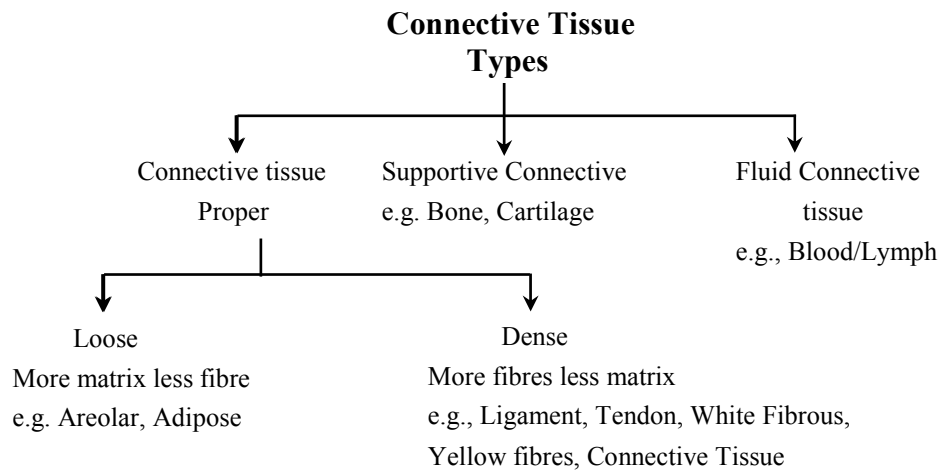 Connective Tissue
Types
Connective tissue
Proper
Supportive Connective
e.g. Bone, Cartilage
Fluid Connective
tissue
e.g., Blood/Lymph
Loose
More matrix less fibre
e.g. Areolar, Adipose
Dense
More fibres less matrix
e.g., Ligament, Tendon, White Fibrous,
Yellow fibres, Connective Tissue